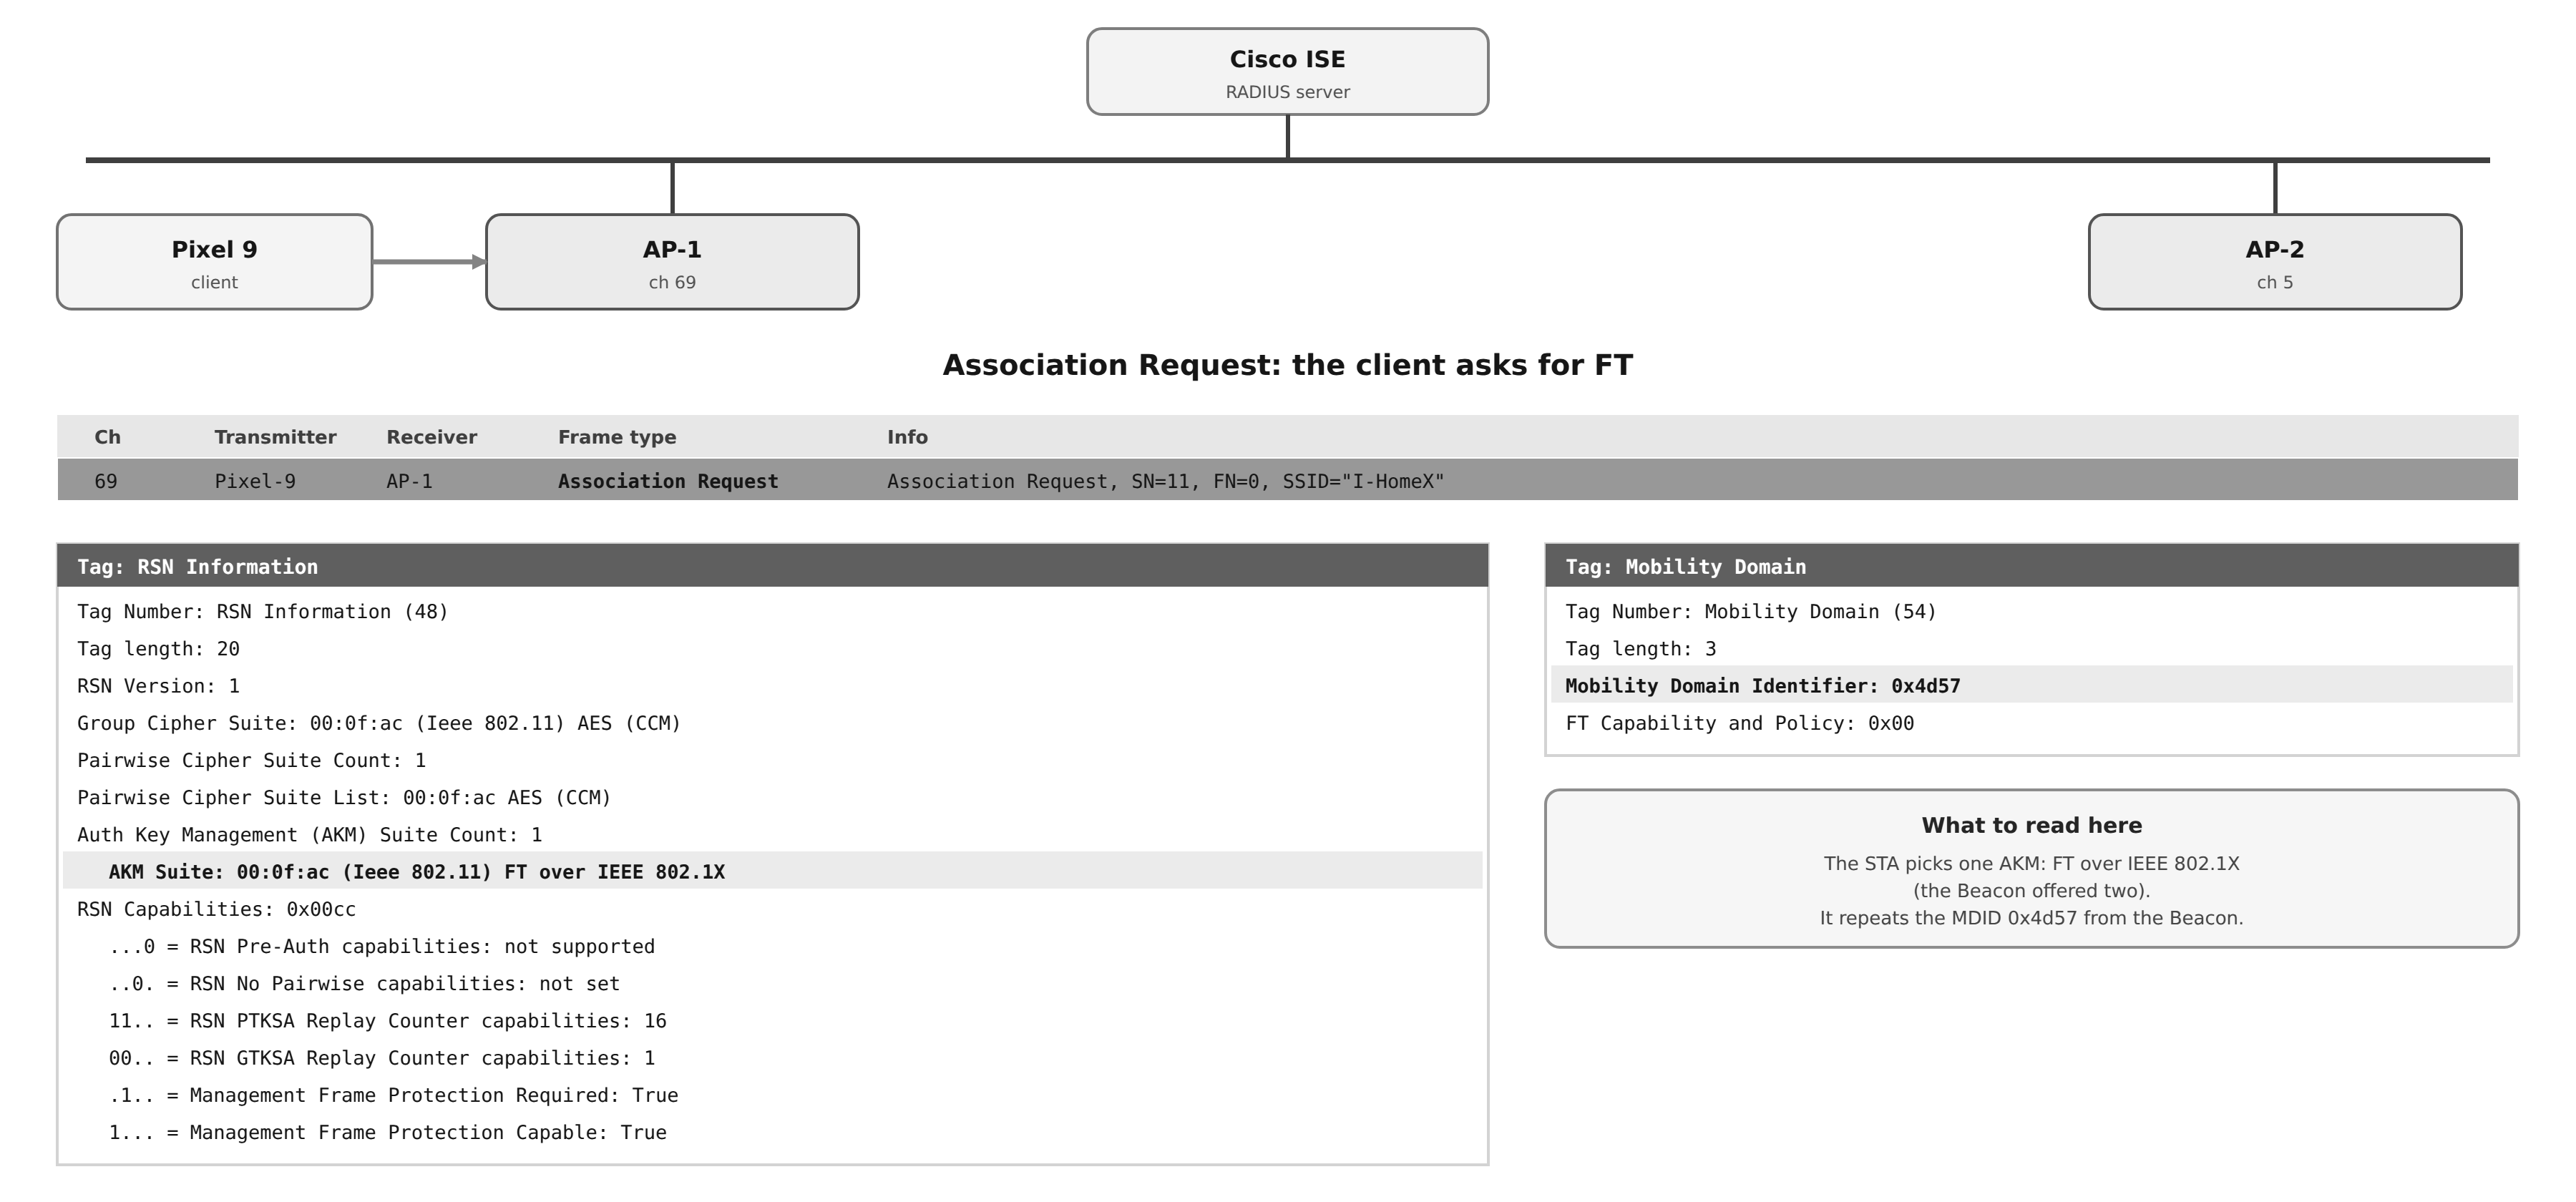 Cisco ISE
RADIUS server
Pixel 9
client
AP-1
ch 69
AP-2
ch 5
Association Request: the client asks for FT
Ch Transmitter Receiver Frame type Info
69 Pixel-9 AP-1 Association Request Association Request, SN=11, FN=0, SSID="I-HomeX"
Tag: RSN Information
Tag Number: RSN Information (48)
Tag length: 20
RSN Version: 1
Group Cipher Suite: 00:0f:ac (Ieee 802.11) AES (CCM)
Pairwise Cipher Suite Count: 1
Pairwise Cipher Suite List: 00:0f:ac AES (CCM)
Auth Key Management (AKM) Suite Count: 1
AKM Suite: 00:0f:ac (Ieee 802.11) FT over IEEE 802.1X
RSN Capabilities: 0x00cc
...0 = RSN Pre-Auth capabilities: not supported
..0. = RSN No Pairwise capabilities: not set
11.. = RSN PTKSA Replay Counter capabilities: 16
00.. = RSN GTKSA Replay Counter capabilities: 1
.1.. = Management Frame Protection Required: True
1... = Management Frame Protection Capable: True
Tag: Mobility Domain
Tag Number: Mobility Domain (54)
Tag length: 3
Mobility Domain Identifier: 0x4d57
FT Capability and Policy: 0x00
What to read here
The STA picks one AKM: FT over IEEE 802.1X
(the Beacon offered two).
It repeats the MDID 0x4d57 from the Beacon.